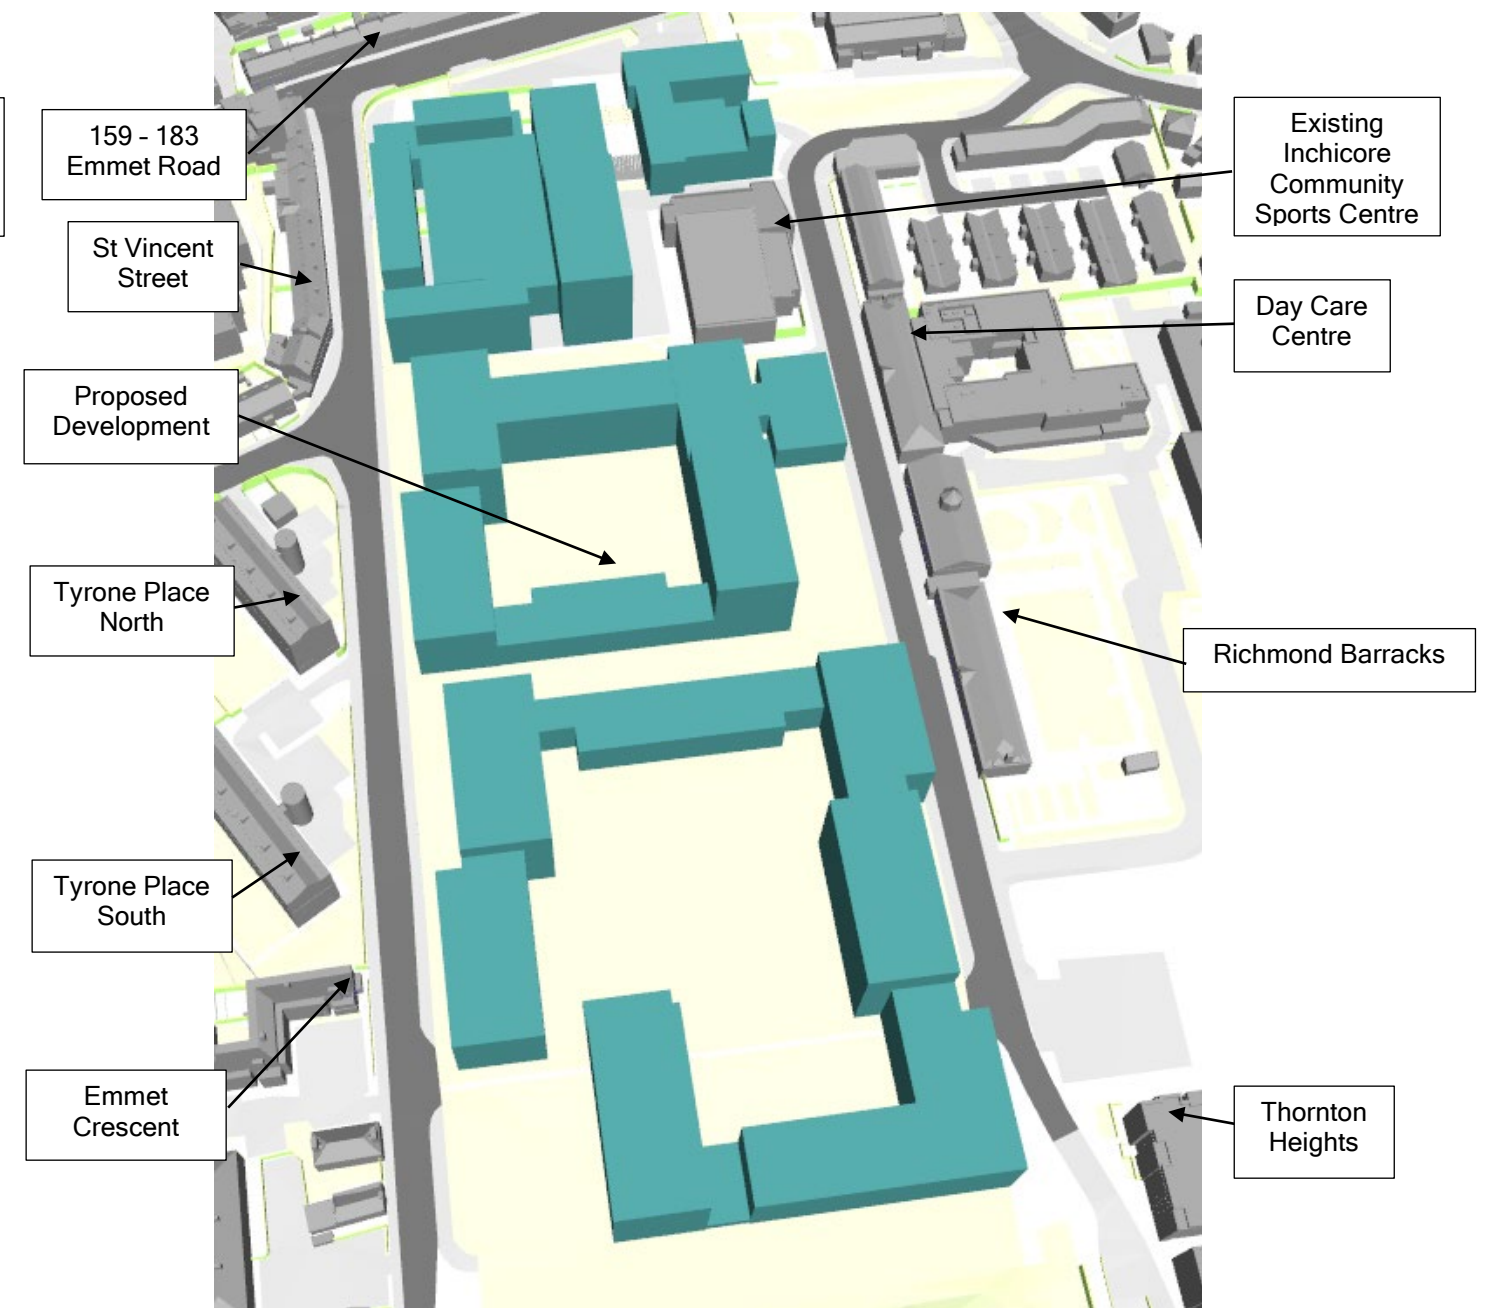 159 – 183
Emmet Road
St Vincent
Street
Proposed
Development
Tyrone Place
North
Tyrone Place
South
Emmet
Crescent
Existing
Inchicore
Community
Sports Centre
Day Care
Centre
Richmond Barracks
Thornton
Heights